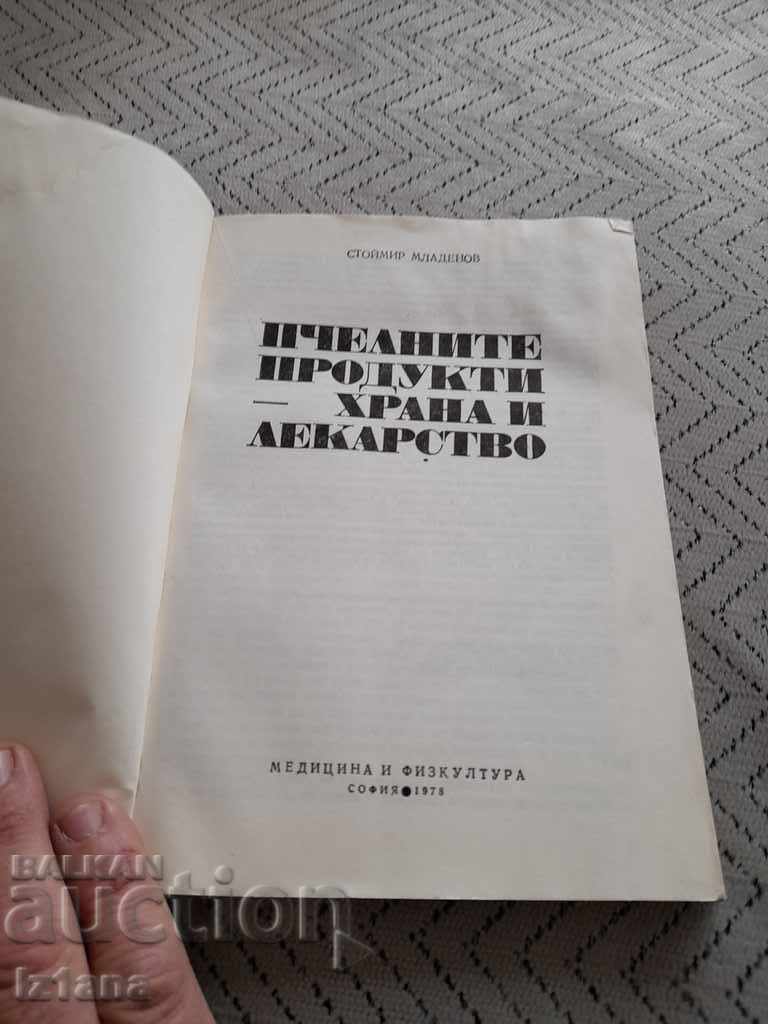 СТОЙМИР МЛАДЕНОВ
ПЧЕЛНИТЕ
ПРОДУКТИ
— ХРАНА И
ЛЕКАРСТВО
МЕДИЦИНА И ФИЗКУЛТУРА
СОФИЯ ● 1978
BALKAN
auction
Iz1ana